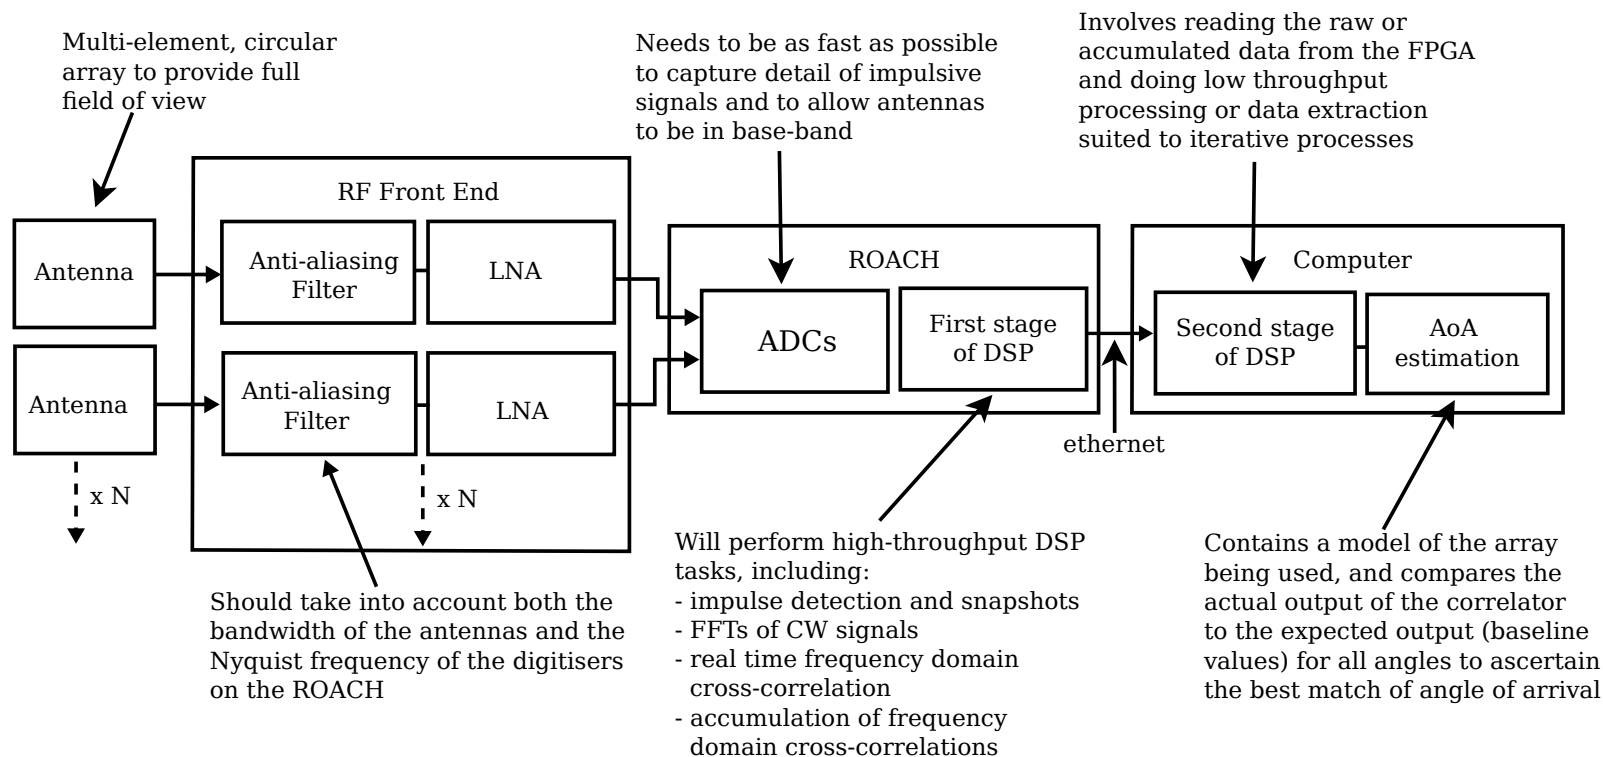 Multi-element, circular
array to provide full
field of view
Needs to be as fast as possible
to capture detail of impulsive
signals and to allow antennas
to be in base-band
Involves reading the raw or
accumulated data from the FPGA
and doing low throughput
processing or data extraction
suited to iterative processes
RF Front End
Antenna
Anti-aliasing
Filter
LNA
ROACH
ADCs
First stage
of DSP
Computer
Second stage
of DSP
AoA
estimation
Antenna
Anti-aliasing
Filter
LNA
ethernet
x N
x N
Should take into account both the
bandwidth of the antennas and the
Nyquist frequency of the digitisers
on the ROACH
Will perform high-throughput DSP
tasks, including:
- impulse detection and snapshots
- FFTs of CW signals
- real time frequency domain
cross-correlation
- accumulation of frequency
domain cross-correlations
Contains a model of the array
being used, and compares the
actual output of the correlator
to the expected output (baseline
values) for all angles to ascertain
the best match of angle of arrival